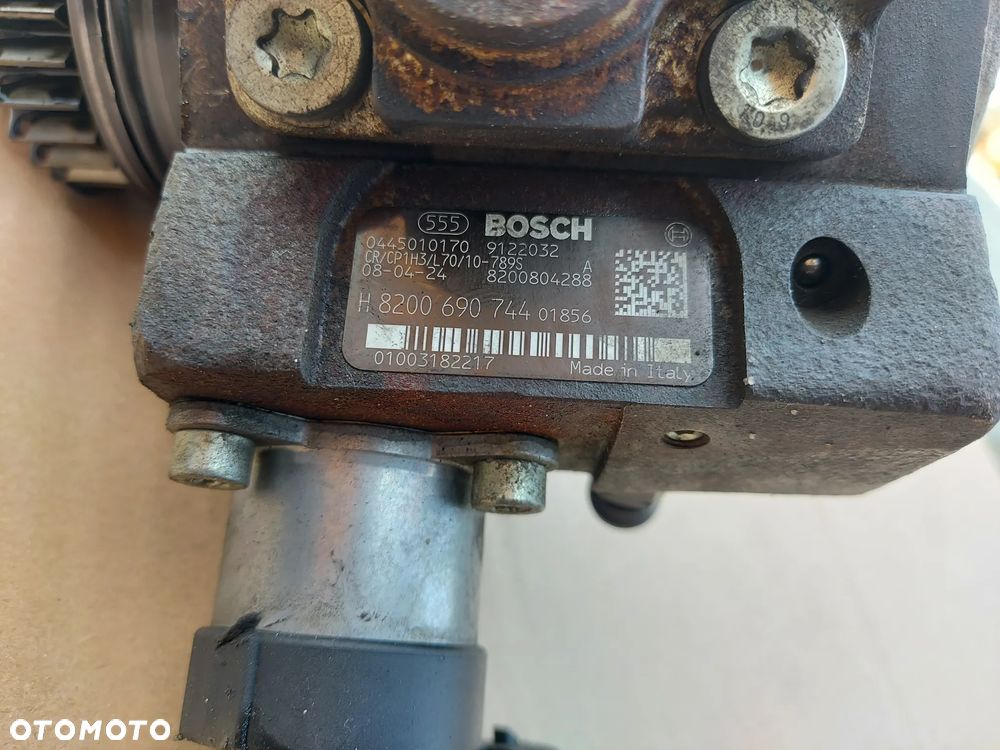 555 BOSCH
0445010170 9122032
CR/CP1H3/L70/10-789S A
08-04-24 8200804288
H 8200 690 744 01856
01003182217 Made in Italy
OTOMOTO